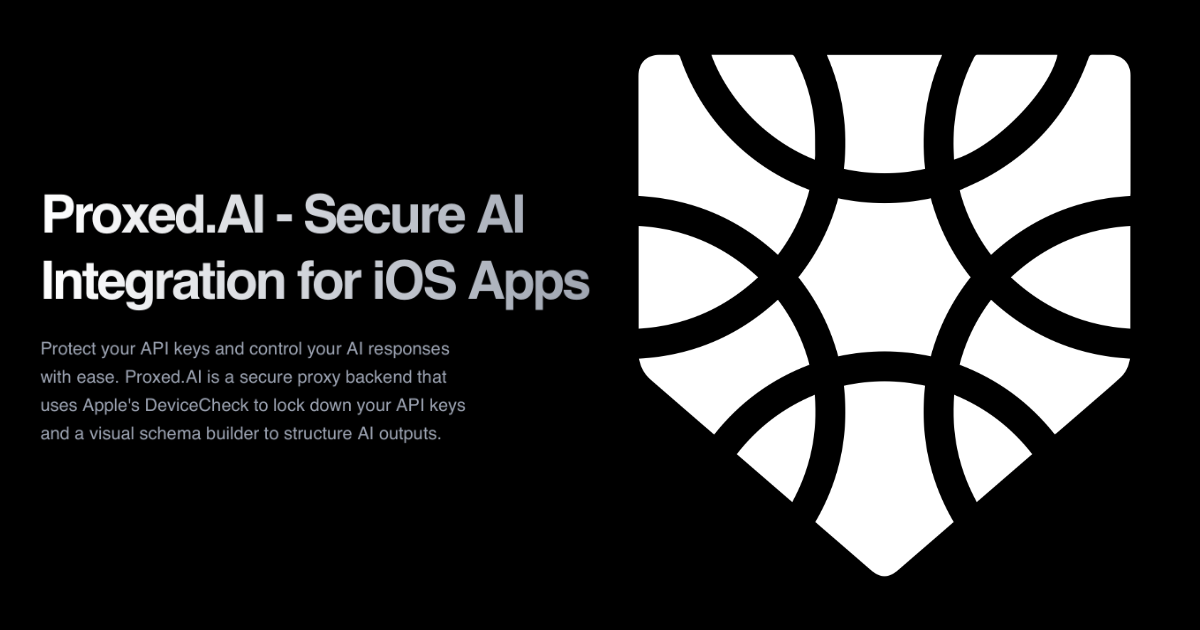 Proxed.AI - Secure AI
Integration for iOS Apps
Protect your API keys and control your AI responses
with ease. Proxed.AI is a secure proxy backend that
uses Apple's DeviceCheck to lock down your API keys
and a visual schema builder to structure AI outputs.